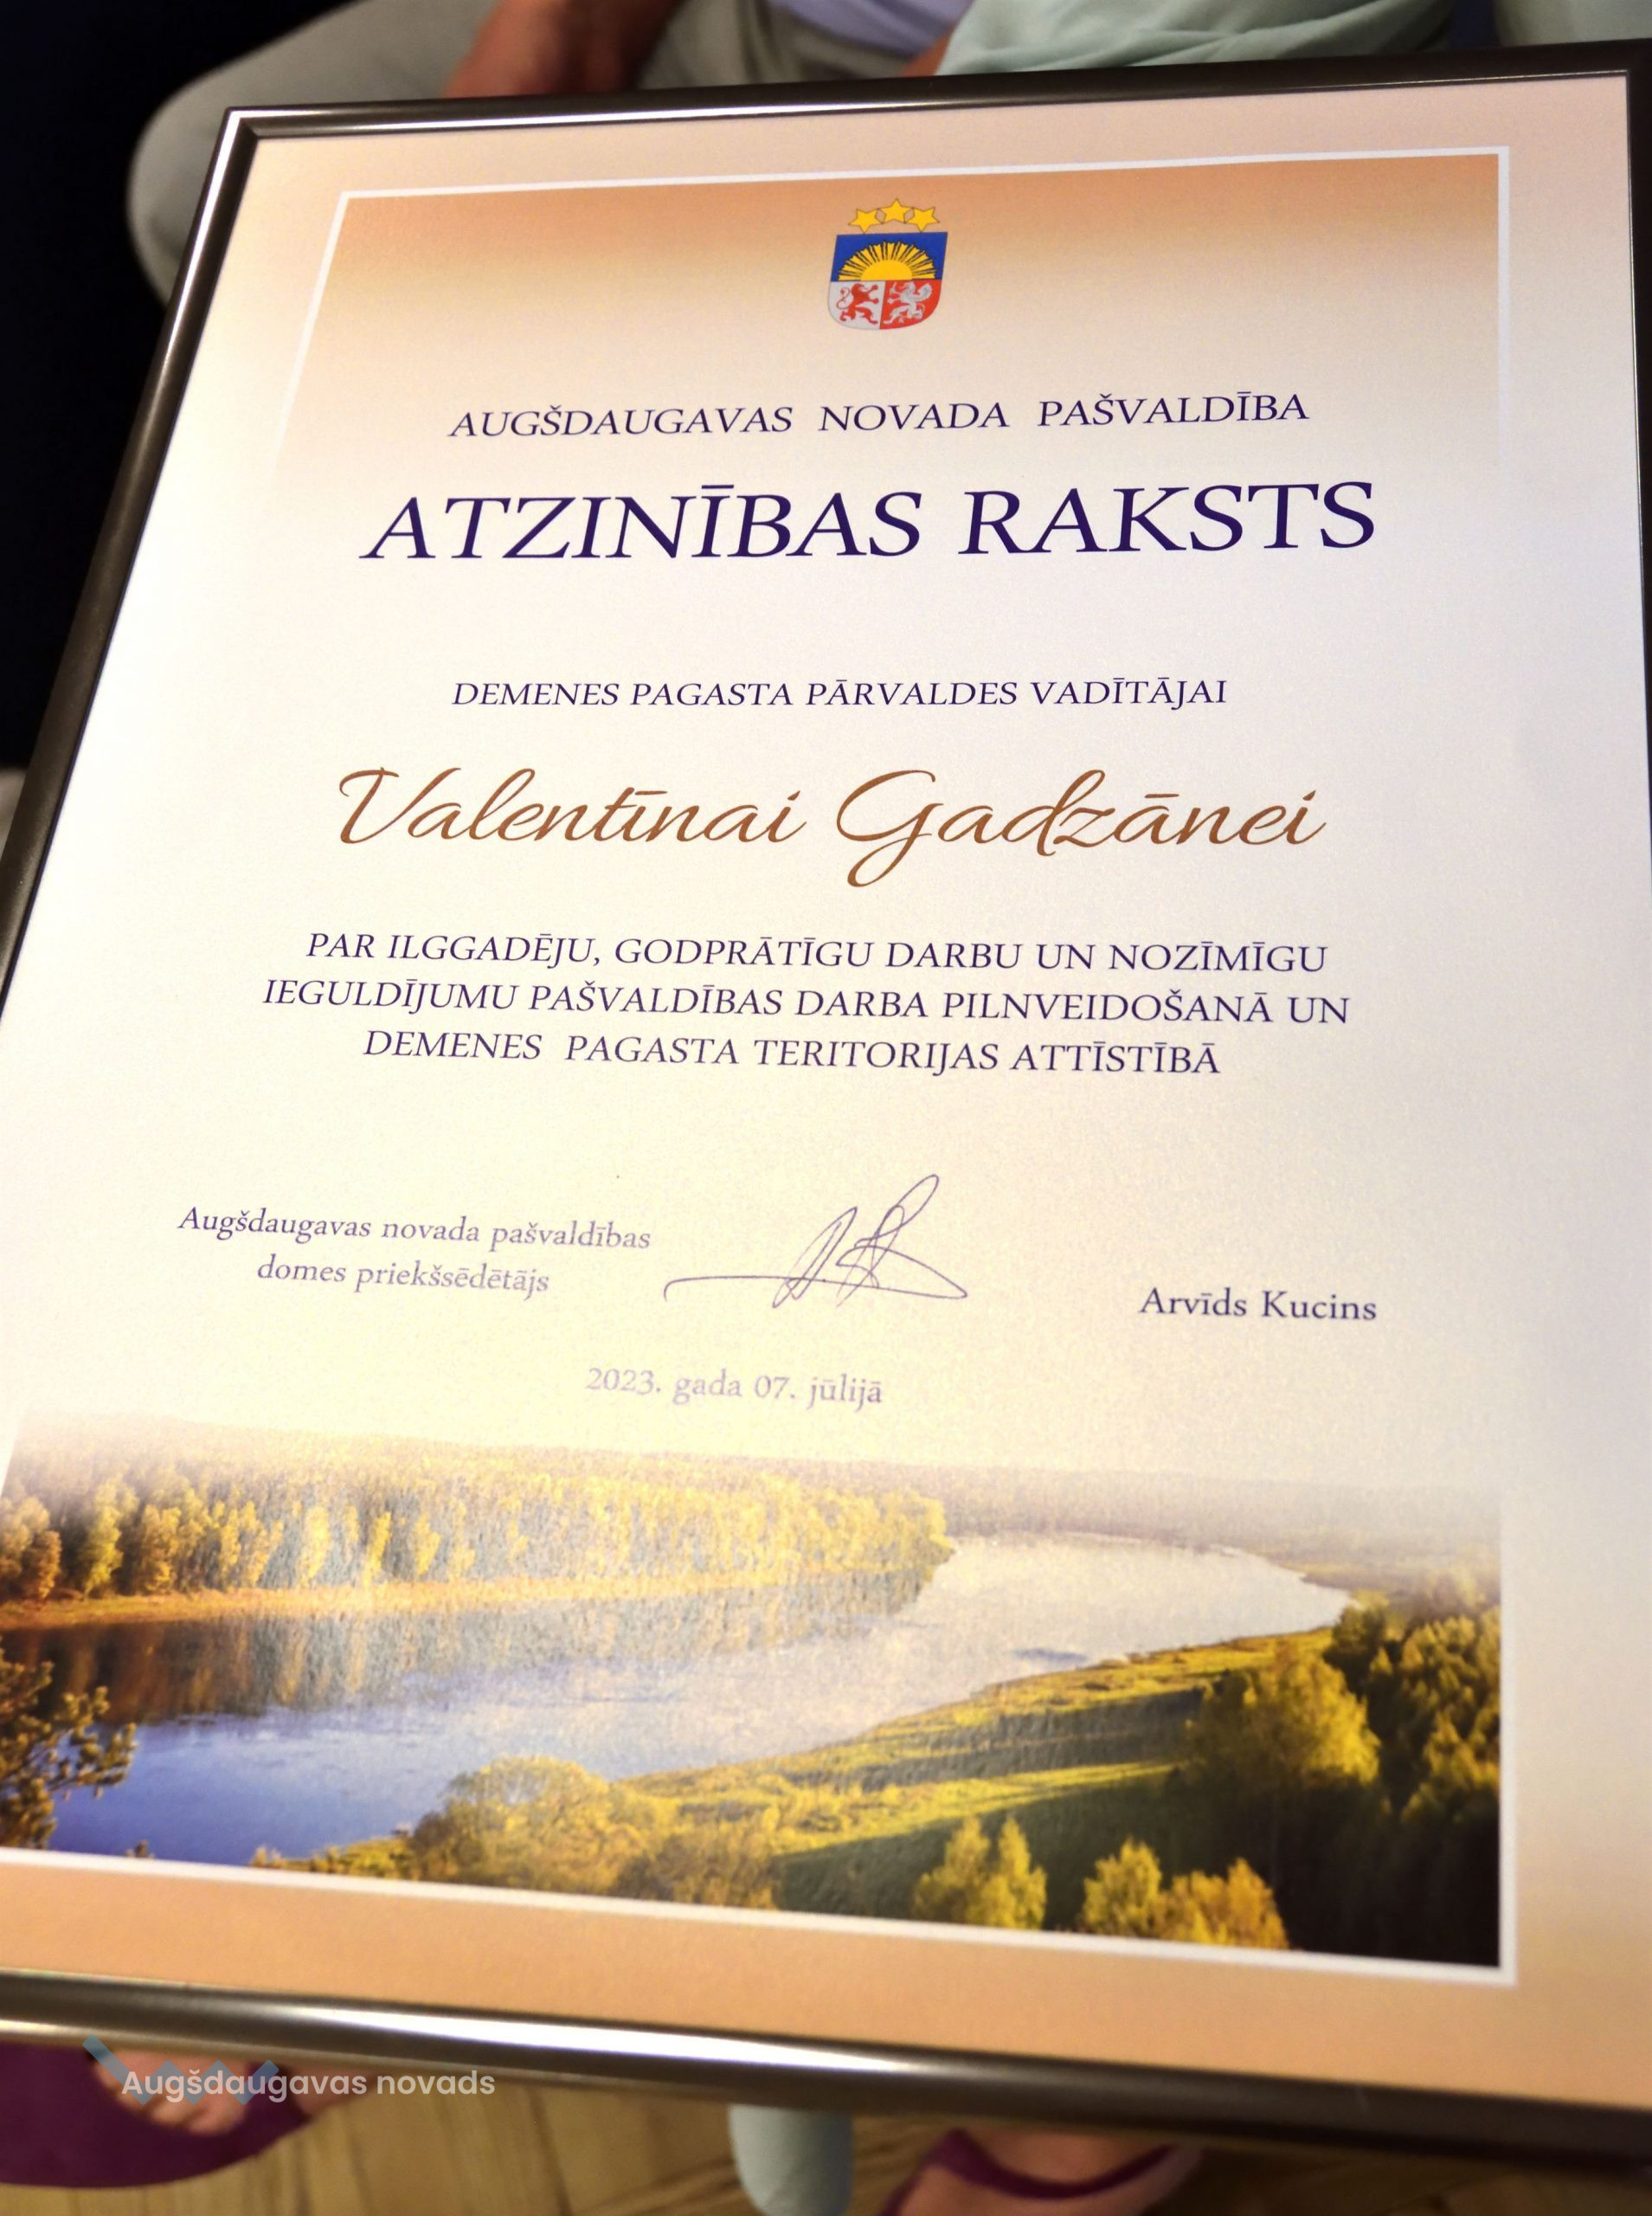 AUGŠDAUGAVAS NOVADA PAŠVALDĪBA
ATZINĪBAS RAKSTS
DEMENES PAGASTA PĀRVALDES VADĪTĀJAI
Valentīnai Gadzānei
PAR ILGGADĒJU, GODPRĀTĪGU DARBU UN NOZĪMĪGU
IEGULDĪJUMU PAŠVALDĪBAS DARBA PILNVEIDOŠANĀ UN
DEMENES PAGASTA TERITORIJAS ATTĪSTĪBĀ
Augšdaugavas novada pašvaldības
domes priekšsēdētājs
Arvīds Kucins
2023. gada 07. jūlijā
Augšdaugavas novads